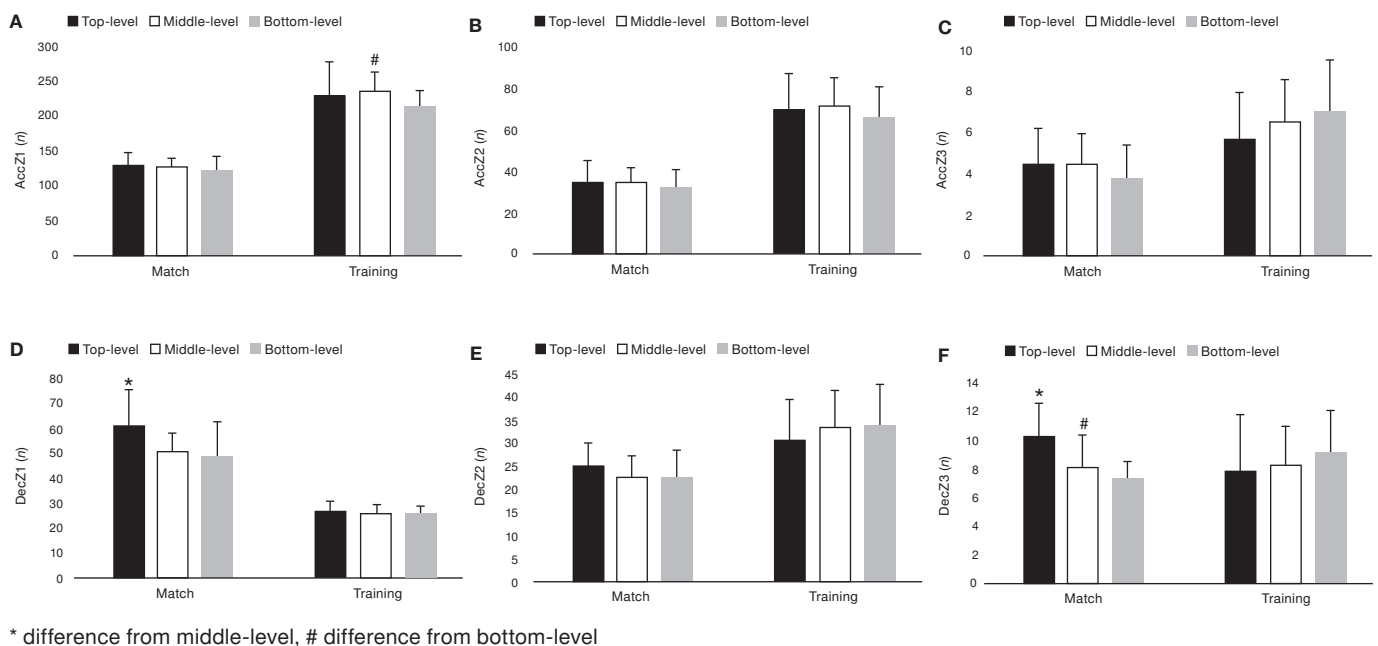 A
Top-level Middle-level Bottom-level
AccZ1 (n)
300
250
200
150
100
50
0
#
Match Training
B
Top-level Middle-level Bottom-level
AccZ2 (n)
100
80
60
40
20
0
Match Training
C
Top-level Middle-level Bottom-level
AccZ3 (n)
10
8
6
4
2
0
Match Training
D
Top-level Middle-level Bottom-level
DecZ1 (n)
80
70
60
50
40
30
20
10
0
*
Match Training
E
Top-level Middle-level Bottom-level
DecZ2 (n)
45
40
35
30
25
20
15
10
5
0
Match Training
F
Top-level Middle-level Bottom-level
DecZ3 (n)
14
12
10
8
6
4
2
0
*
#
Match Training
* difference from middle-level, # difference from bottom-level